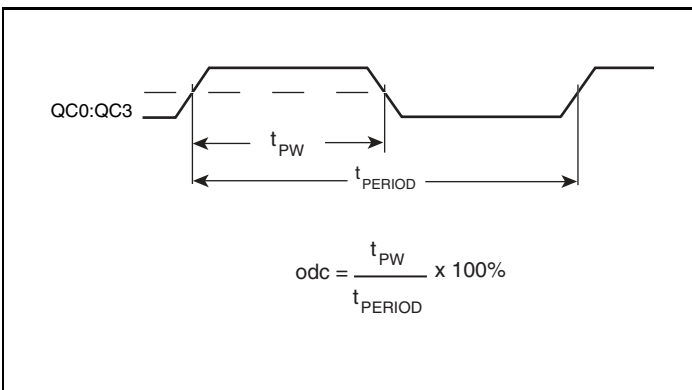 QC0:QC3
tPW
tPERIOD
odc = tPW / tPERIOD x 100%